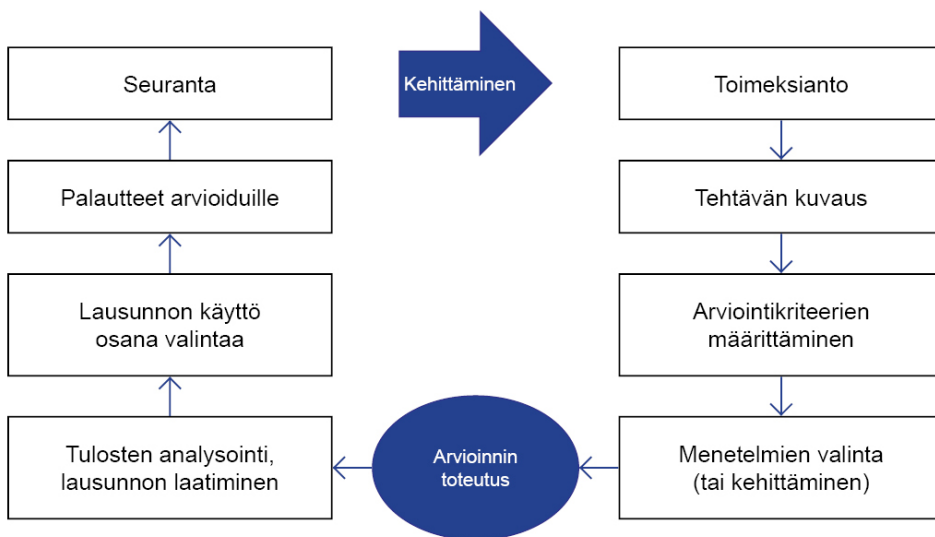 Seuranta
Kehittäminen
Toimeksianto
Palautteet arvioiduille
Tehtävän kuvaus
Lausunnon käyttö
osana valintaa
Arviointikriteerien
määrittäminen
Tulosten analysointi,
lausunnon laatiminen
Arvioinnin
toteutus
Menetelmien valinta
(tai kehittäminen)